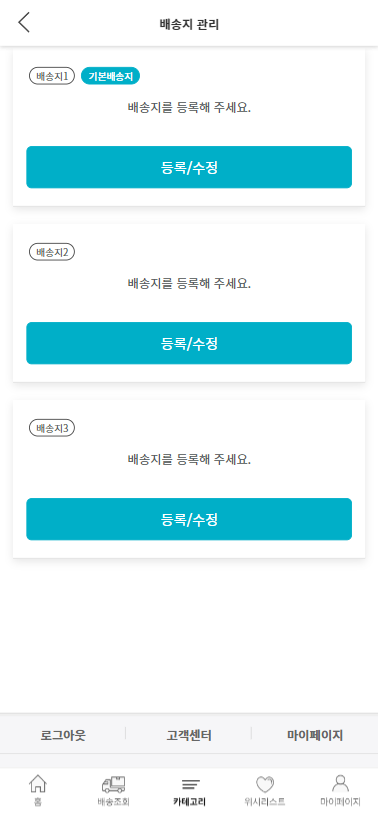 배송지 관리
배송지1 기본배송지
배송지를 등록해 주세요.
등록/수정
배송지2
배송지를 등록해 주세요.
등록/수정
배송지3
배송지를 등록해 주세요.
등록/수정
로그아웃 고객센터 마이페이지
홈 배송조회 카테고리 위시리스트 마이페이지